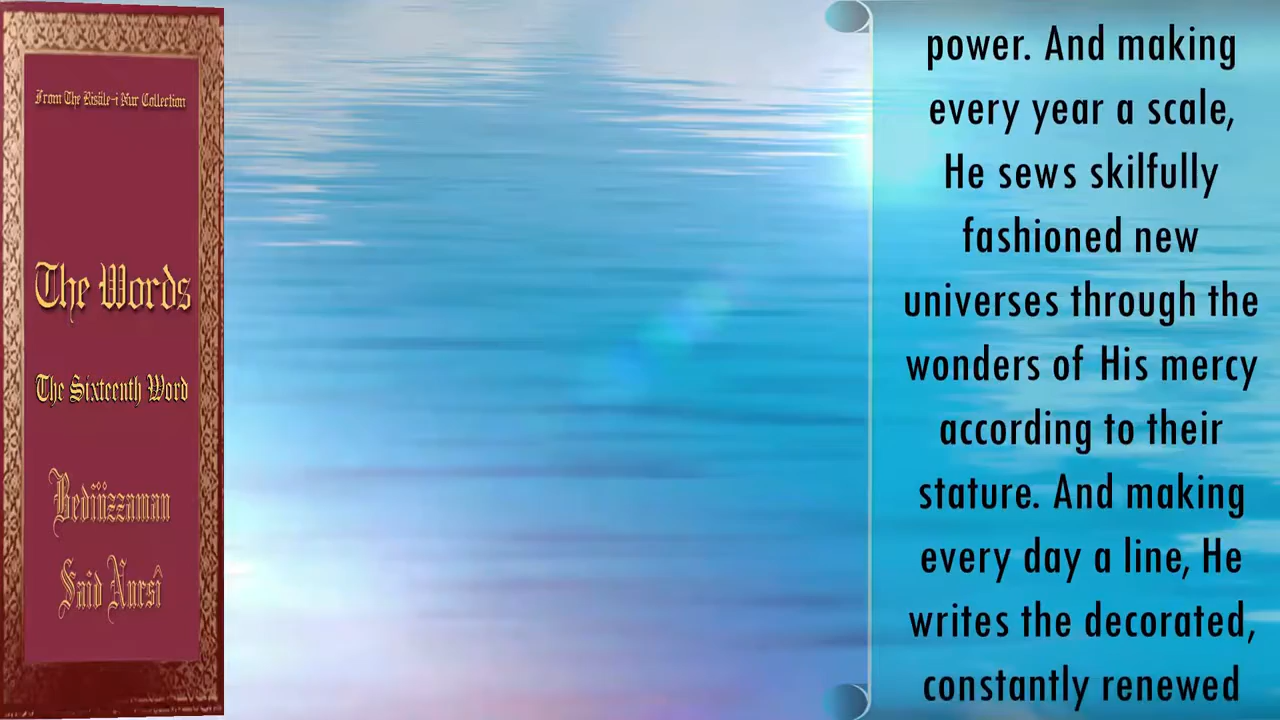 From The Risâle-i Nur Collection
The Words
The Sixteenth Word
Bediüzzaman
Said Nursî
power. And making
every year a scale,
He sews skilfully
fashioned new
universes through the
wonders of His mercy
according to their
stature. And making
every day a line, He
writes the decorated,
constantly renewed